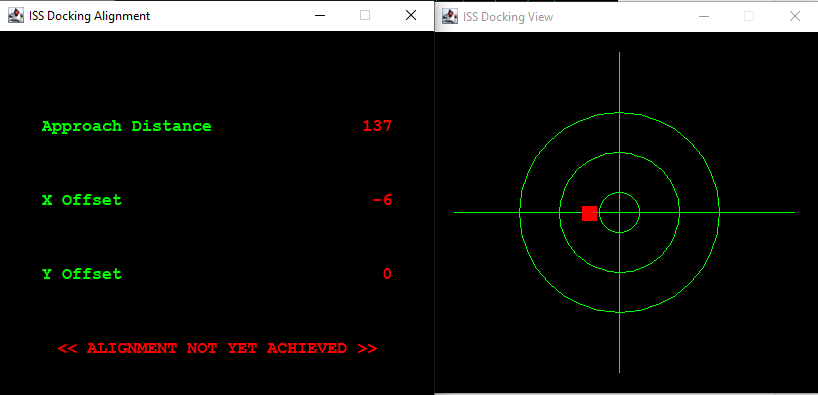 ISS Docking Alignment
Approach Distance 137
X Offset -6
Y Offset 0
<< ALIGNMENT NOT YET ACHIEVED >>
ISS Docking View